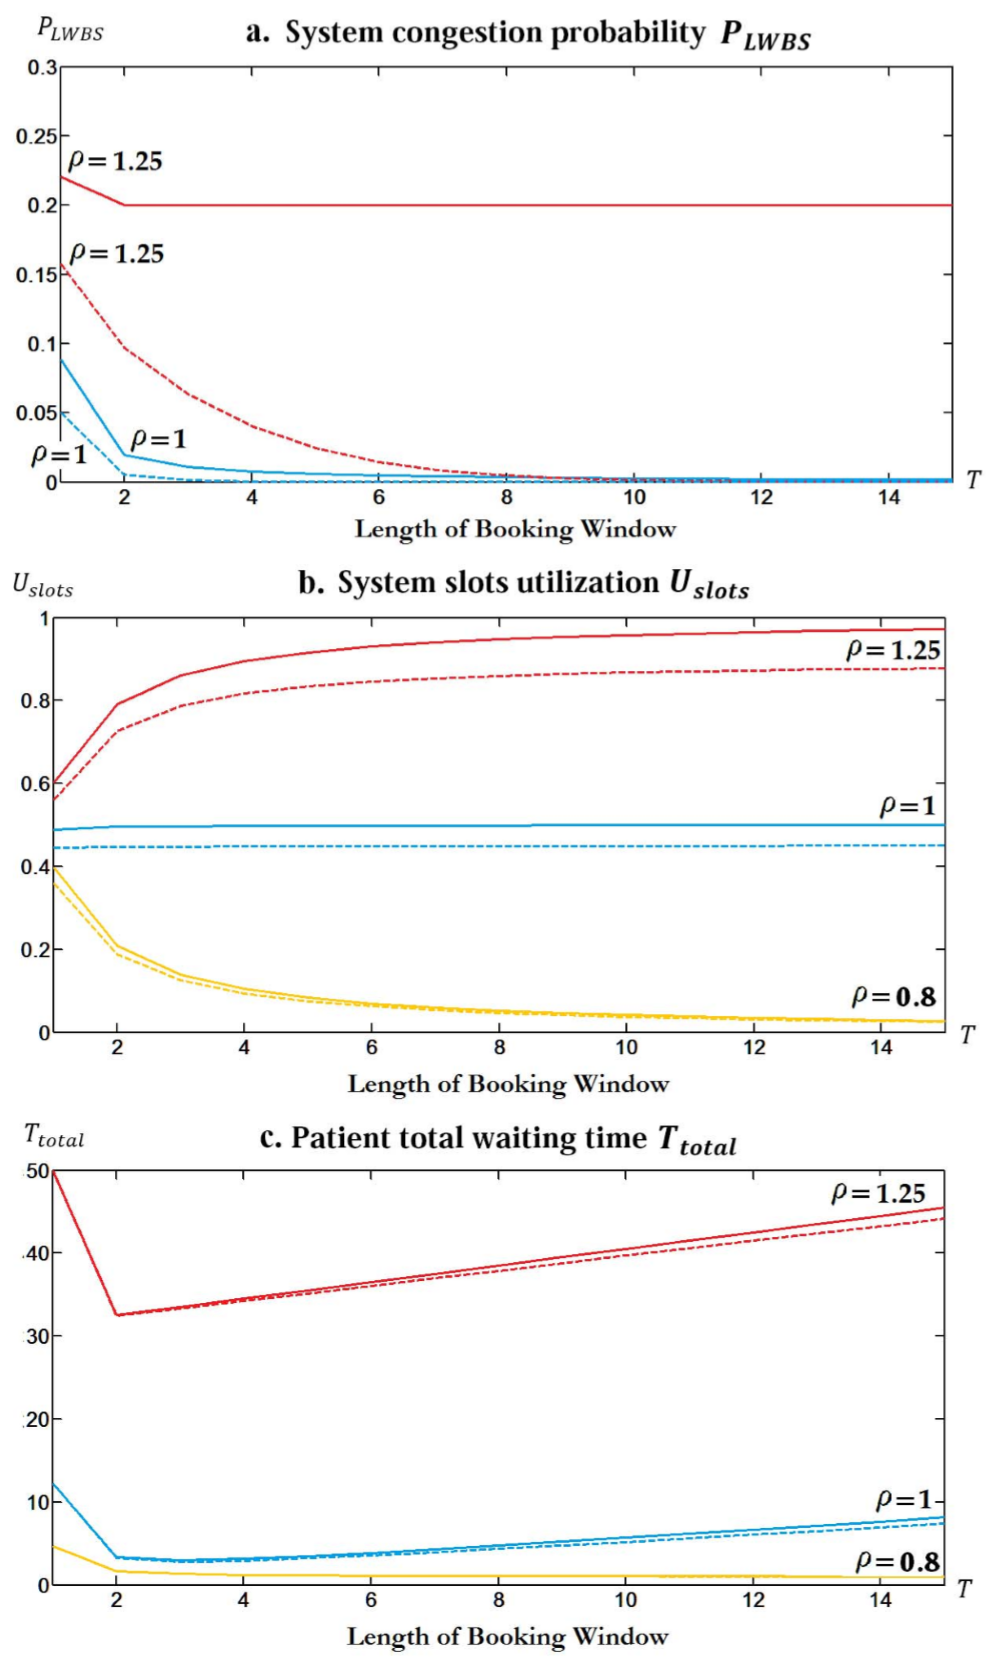 P_LWBS
a. System congestion probability P_LWBS
0.3
0.25
ρ= 1.25
0.2
ρ= 1.25
0.15
0.1
0.05
ρ=1
ρ=1
0
2 4 6 8 10 12 14 T
Length of Booking Window
U_slots
b. System slots utilization U_slots
1
ρ= 1.25
0.8
ρ=1
0.6
0.4
0.2
ρ= 0.8
0
2 4 6 8 10 12 14 T
Length of Booking Window
T_total
c. Patient total waiting time T_total
50
ρ= 1.25
40
30
20
10
ρ=1
ρ= 0.8
0
2 4 6 8 10 12 14 T
Length of Booking Window